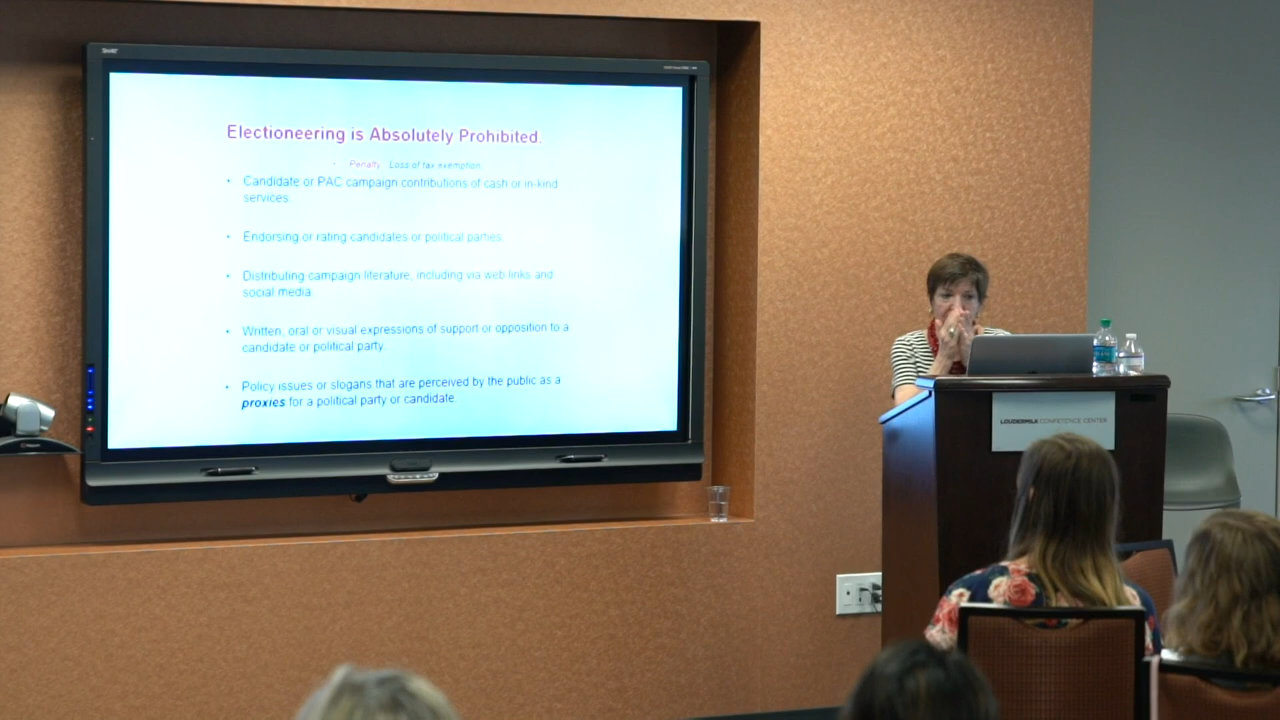 SMART
Electioneering is Absolutely Prohibited.
• Penalty: Loss of tax exemption.
• Candidate or PAC campaign contributions of cash or in-kind
services.
• Endorsing or rating candidates or political parties.
• Distributing campaign literature, including via web links and
social media.
• Written, oral or visual expressions of support or opposition to a
candidate or political party.
• Policy issues or slogans that are perceived by the public as a
proxies for a political party or candidate.
LOUDERMILK CONFERENCE CENTER